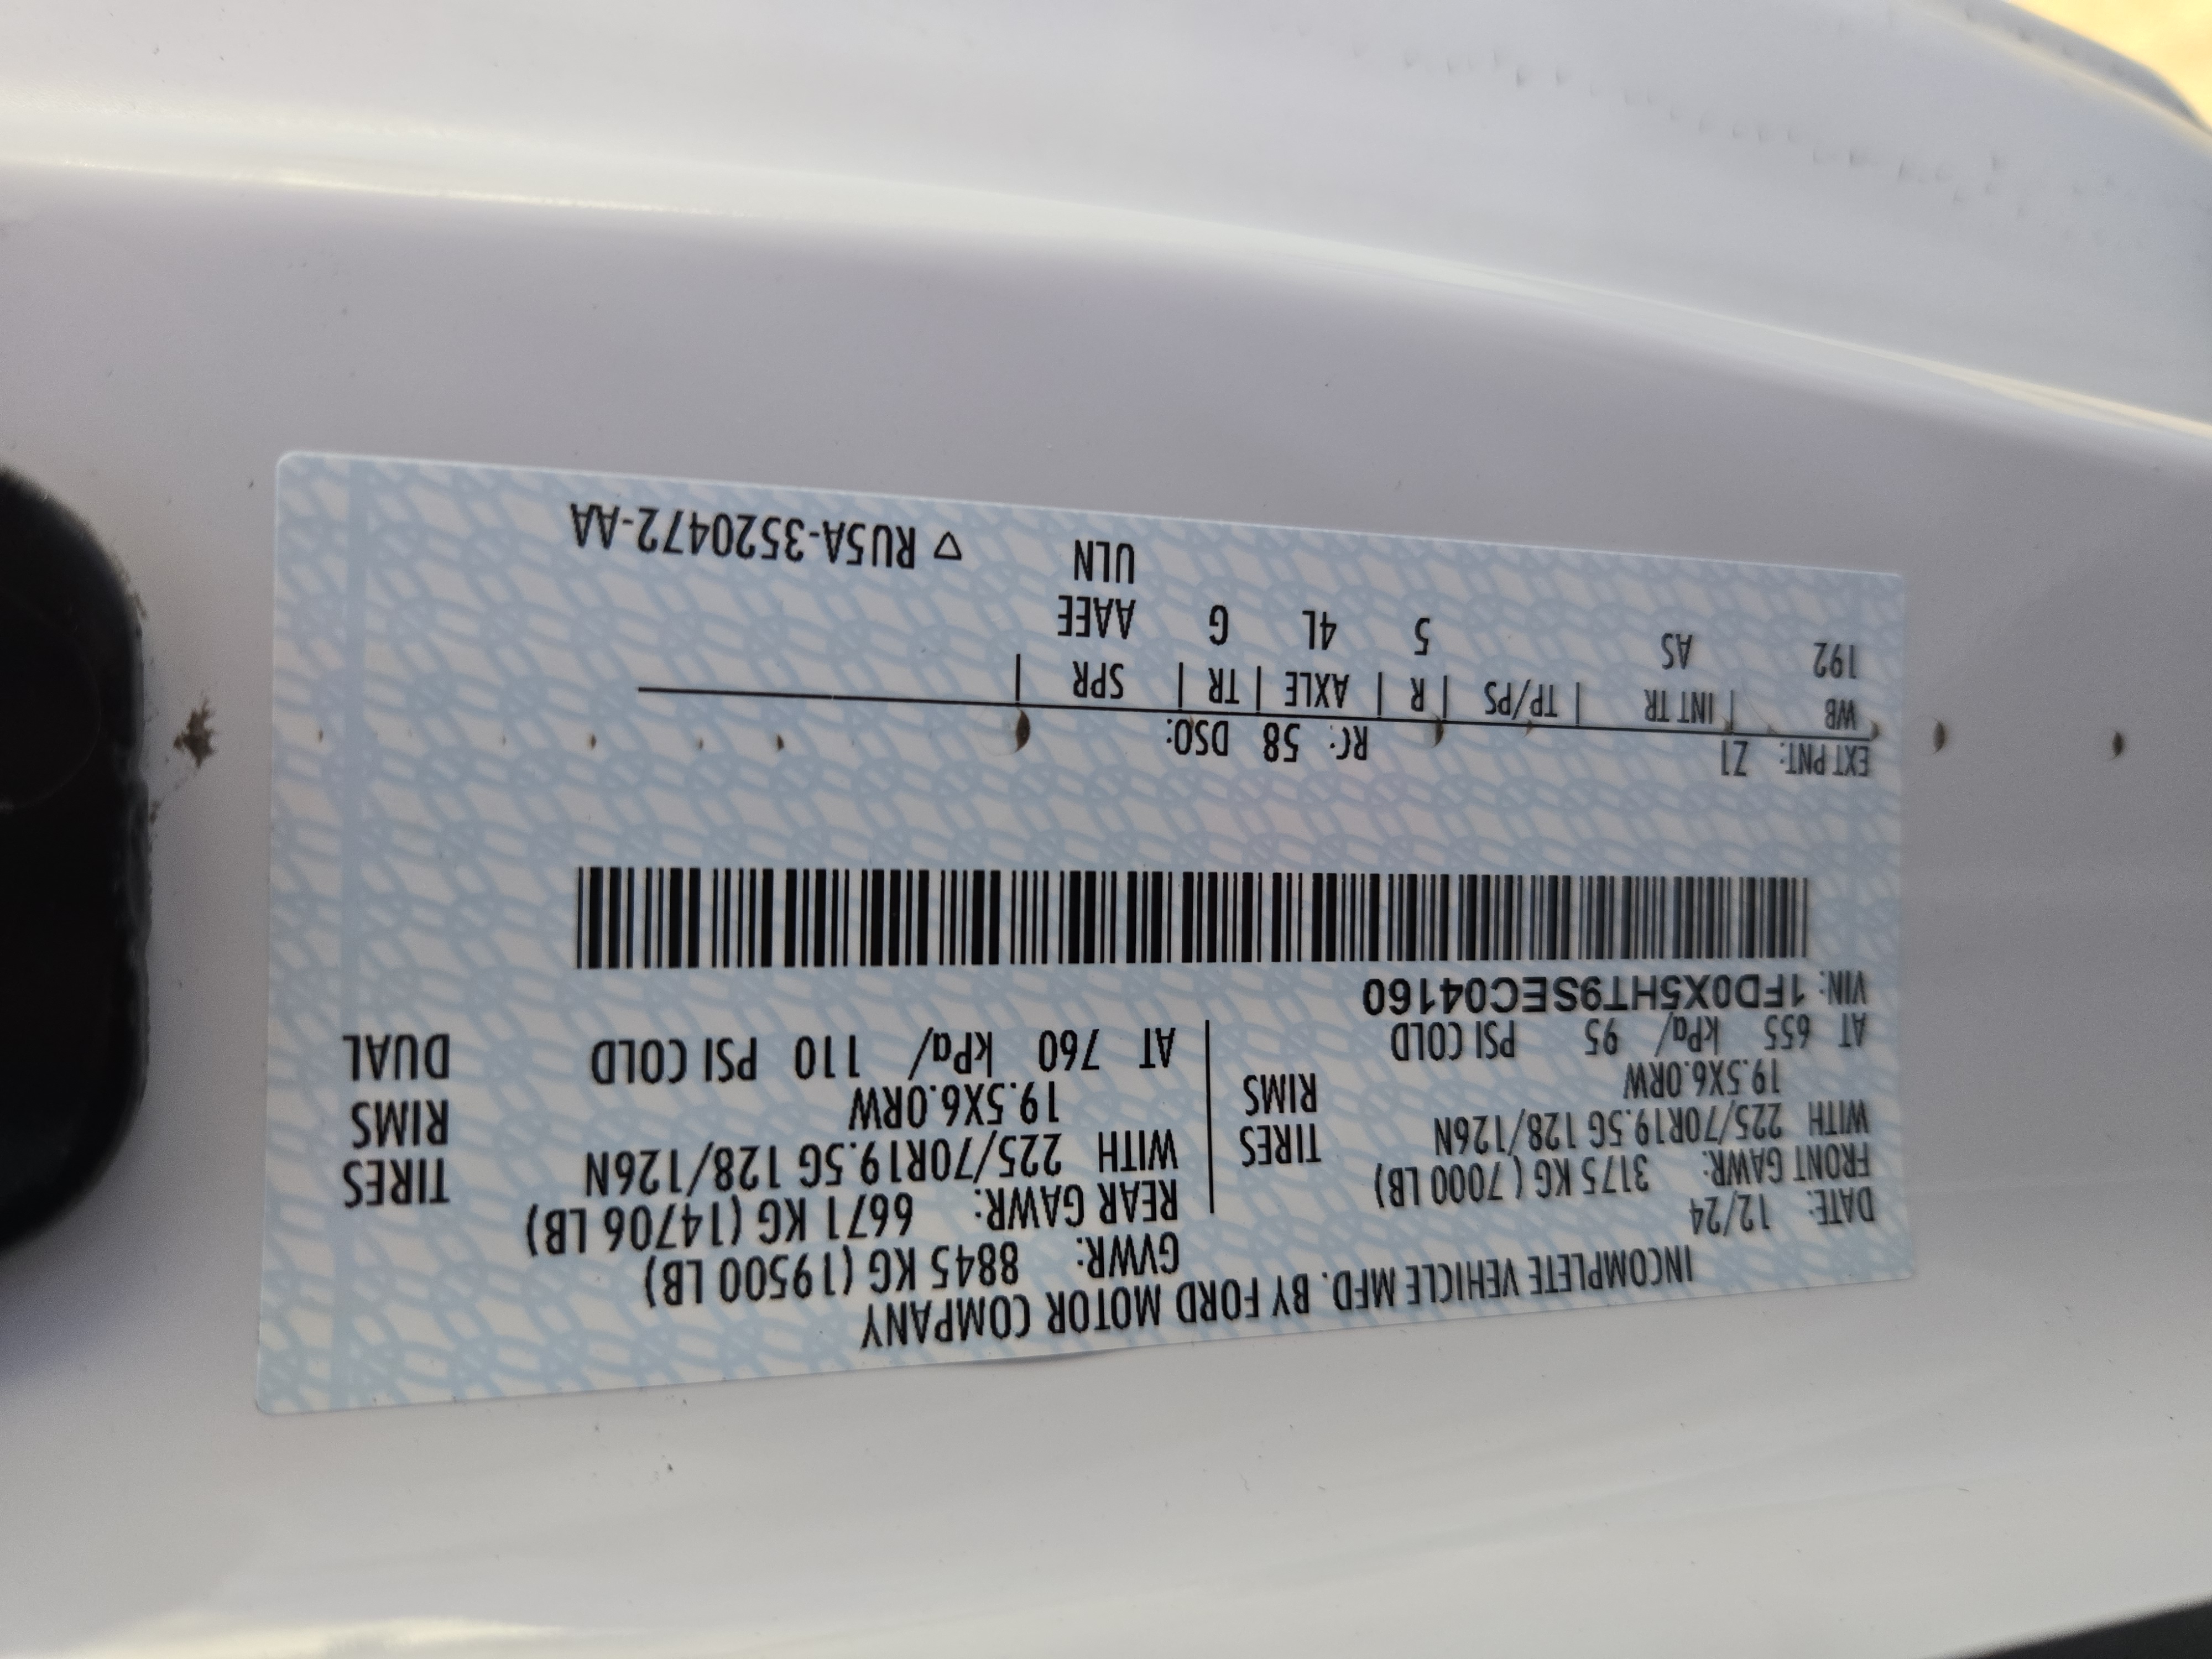 INCOMPLETE VEHICLE MFD. BY FORD MOTOR COMPANY
DATE: 12/24 GVWR: 8845 KG (19500 LB)
FRONT GAWR: 3175 KG (7000 LB) REAR GAWR: 6671 KG (14706 LB)
WITH 225/70R19.5G 128/126N TIRES WITH 225/70R19.5G 128/126N TIRES
19.5X6.0RW RIMS 19.5X6.0RW RIMS
AT 655 kPa/ 95 PSI COLD AT 760 kPa/ 110 PSI COLD DUAL
VIN: 1FD0X5HT9SEC04160
EXT PNT: Z1 RC: 58 DSO:
WB | INT TR | TP/PS | R | AXLE | TR | SPR |
192 AS 5 4L G AAEE
ULN
▽ RU5A-3520472-AA